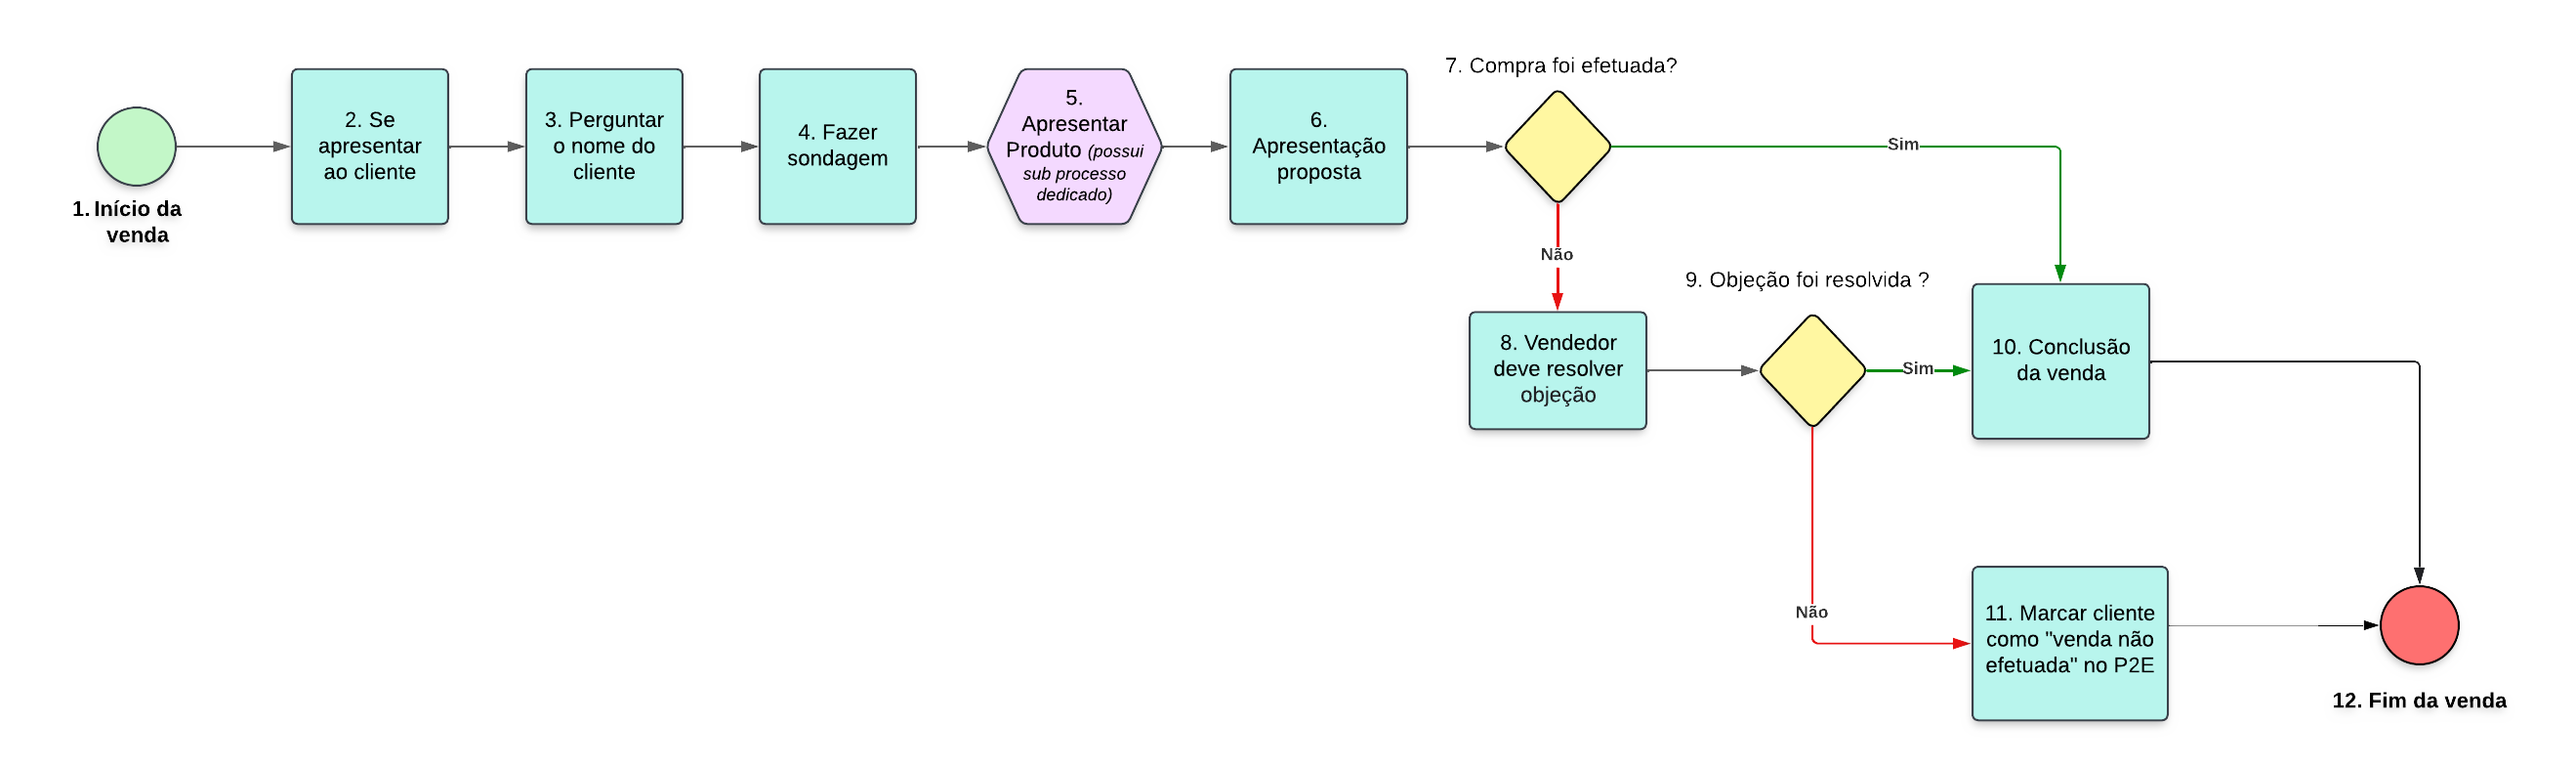 1. Início da
venda
2. Se
apresentar
ao cliente
3. Perguntar
o nome do
cliente
4. Fazer
sondagem
5.
Apresentar
Produto (possui
sub processo
dedicado)
6.
Apresentação
proposta
7. Compra foi efetuada?
Sim
Não
8. Vendedor
deve resolver
objeção
9. Objeção foi resolvida ?
Sim
Não
10. Conclusão
da venda
11. Marcar cliente
como "venda não
efetuada" no P2E
12. Fim da venda